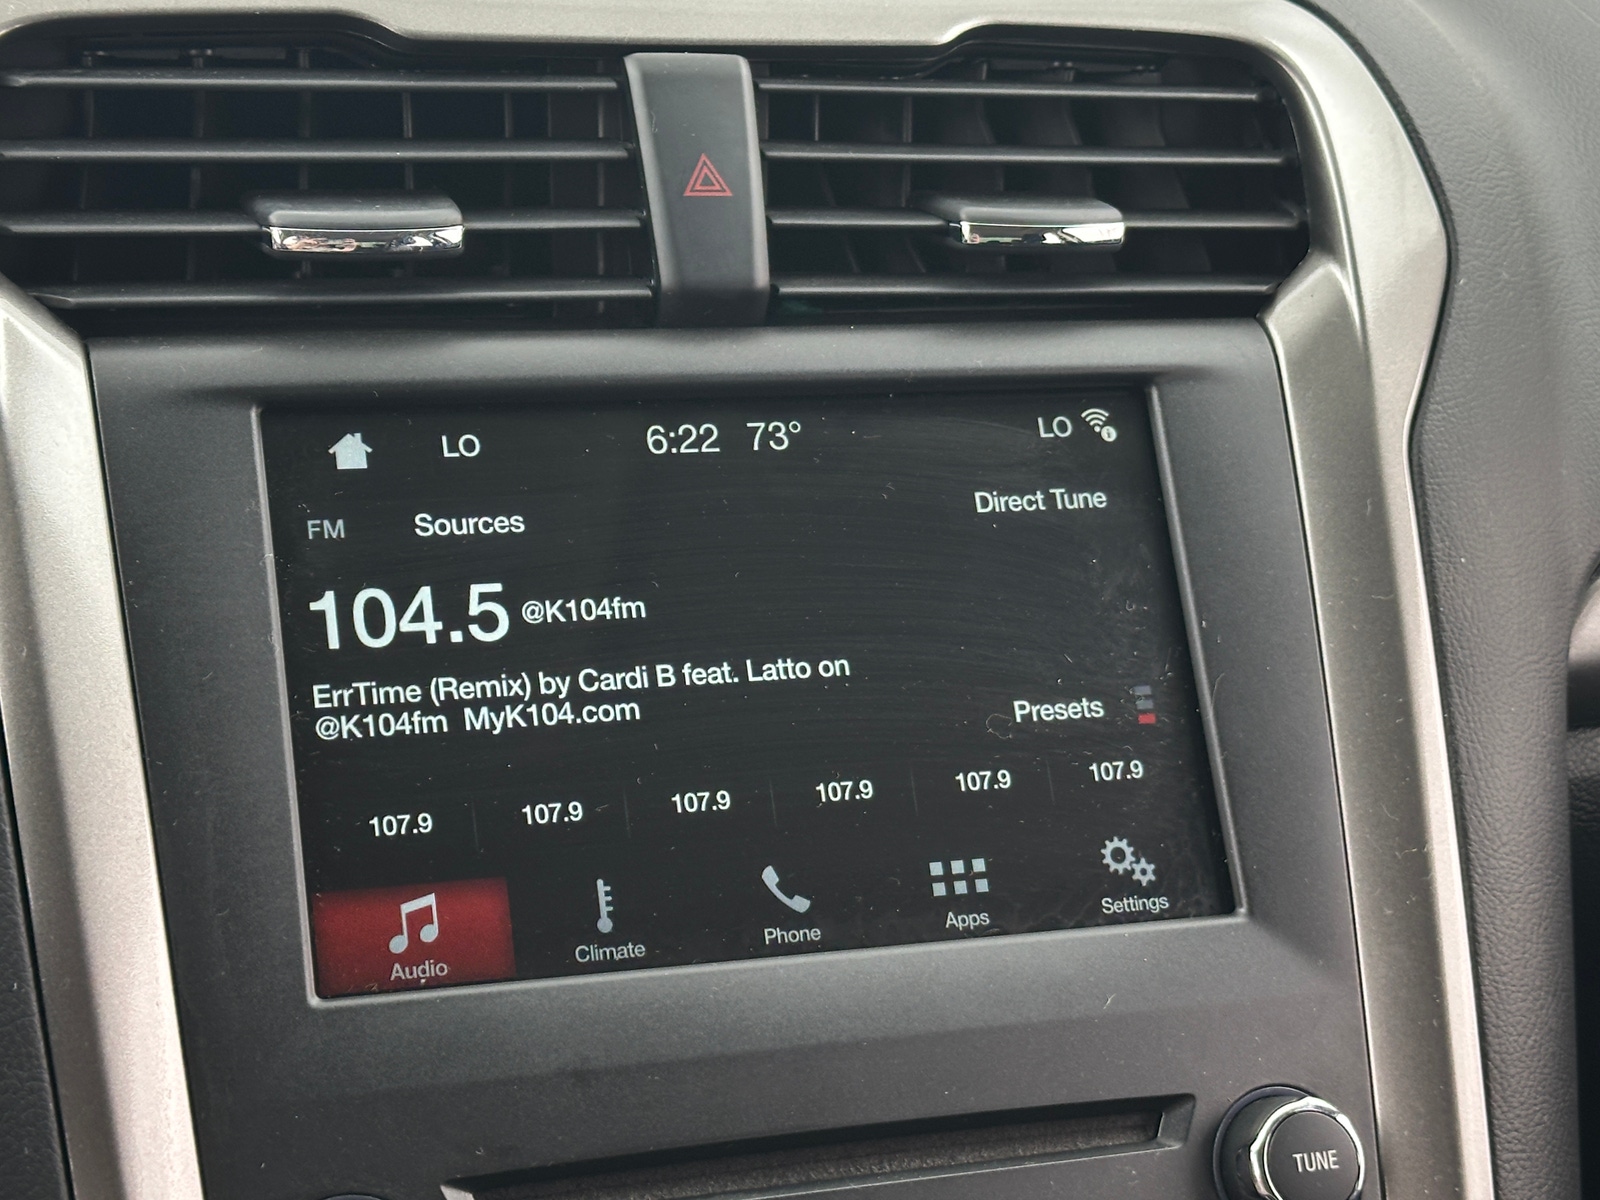 LO 6:22 73° LO
FM Sources Direct Tune
104.5 @K104fm
ErrTime (Remix) by Cardi B feat. Latto on
@K104fm MyK104.com
Presets
107.9 107.9 107.9 107.9 107.9 107.9
Audio Climate Phone Apps Settings
TUNE